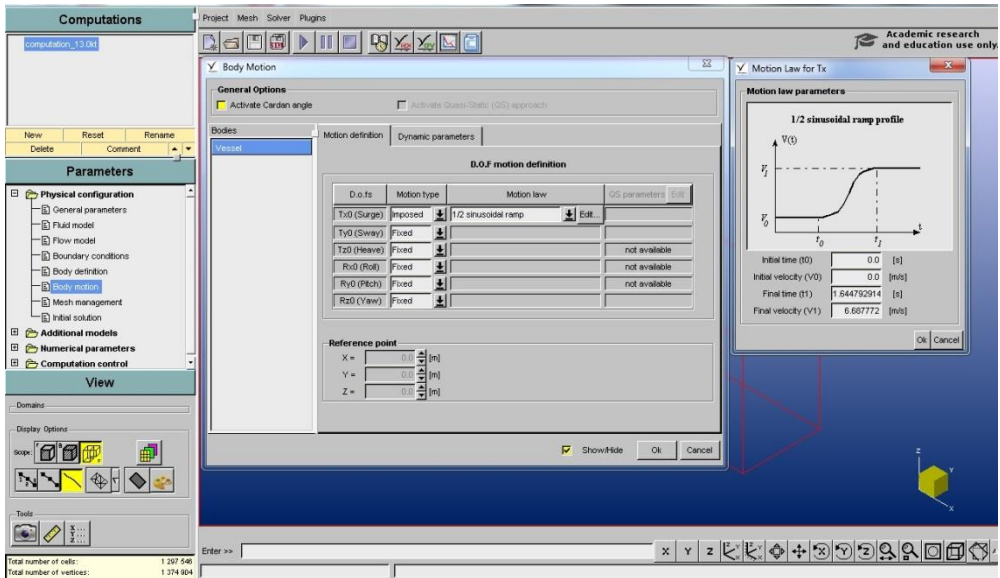 Computations
computation_13.0kt
New Reset Rename
Delete Comment
Parameters
Physical configuration
General parameters
Fluid model
Flow model
Boundary conditions
Body definition
Body motion
Mesh management
Initial solution
Additional models
Numerical parameters
Computation control
View
Domains
Display Options
Scope:
Tools
Total number of cells: 1 297 546
Total number of vertices: 1 374 904
Project Mesh Solver Plugins
Academic research
and education use only.
Body Motion
General Options
Activate Cardan angle Activate Quasi-Static (QS) approach
Bodies
Vessel
Motion definition Dynamic parameters
D.O.F motion definition
D.o.fs Motion type Motion law QS parameters Edit
Tx0 (Surge) Imposed 1/2 sinusoidal ramp Edit...
Ty0 (Sway) Fixed
Tz0 (Heave) Fixed not available
Rx0 (Roll) Fixed not available
Ry0 (Pitch) Fixed not available
Rz0 (Yaw) Fixed
Reference point
X = 0.0 [m]
Y = 0.0 [m]
Z = 0.0 [m]
Show/Hide Ok Cancel
Motion Law for Tx
Motion law parameters
1/2 sinusoidal ramp profile
V(t)
V1
V0
t0 t1 t
Initial time (t0) 0.0 [s]
Initial velocity (V0) 0.0 [m/s]
Final time (t1) 1.644792914 [s]
Final velocity (V1) 6.687772 [m/s]
Ok Cancel
z
Y
X
Enter >>
X Y Z